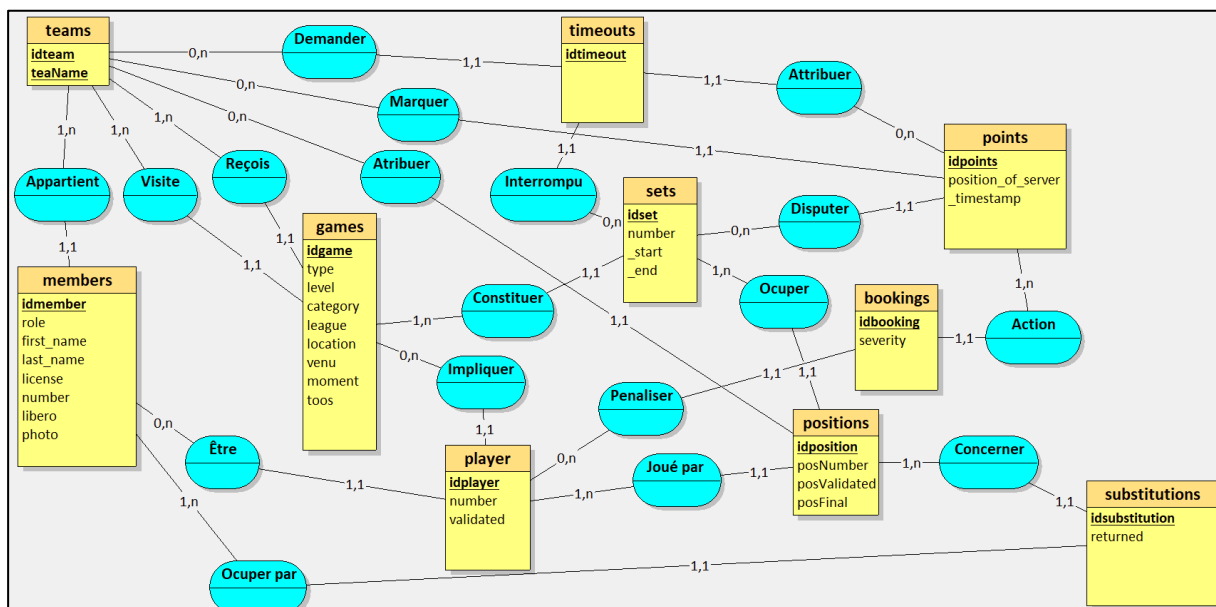 teams
idteam
teaName
Demander
timeouts
idtimeout
Attribuer
points
idpoints
position_of_server
_timestamp
0,n
1,1
1,1
0,n
0,n
Marquer
1,1
0,n
Atribuer
1,1
1,n
Appartient
1,1
1,n
Visite
1,1
1,n
Reçois
1,1
1,1
Interrompu
0,n
sets
idset
number
_start
_end
0,n
Disputer
1,1
games
idgame
type
level
category
league
location
venu
moment
toos
members
idmember
role
first_name
last_name
license
number
libero
photo
1,n
Constituer
1,1
1,n
Ocuper
1,1
bookings
idbooking
severity
1,1
Action
1,n
0,n
Impliquer
1,1
0,n
Penaliser
1,1
0,n
Être
1,1
player
idplayer
number
validated
1,n
Joué par
1,1
positions
idposition
posNumber
posValidated
posFinal
1,n
Concerner
1,1
substitutions
idsubstitution
returned
1,n
Ocuper par
1,1